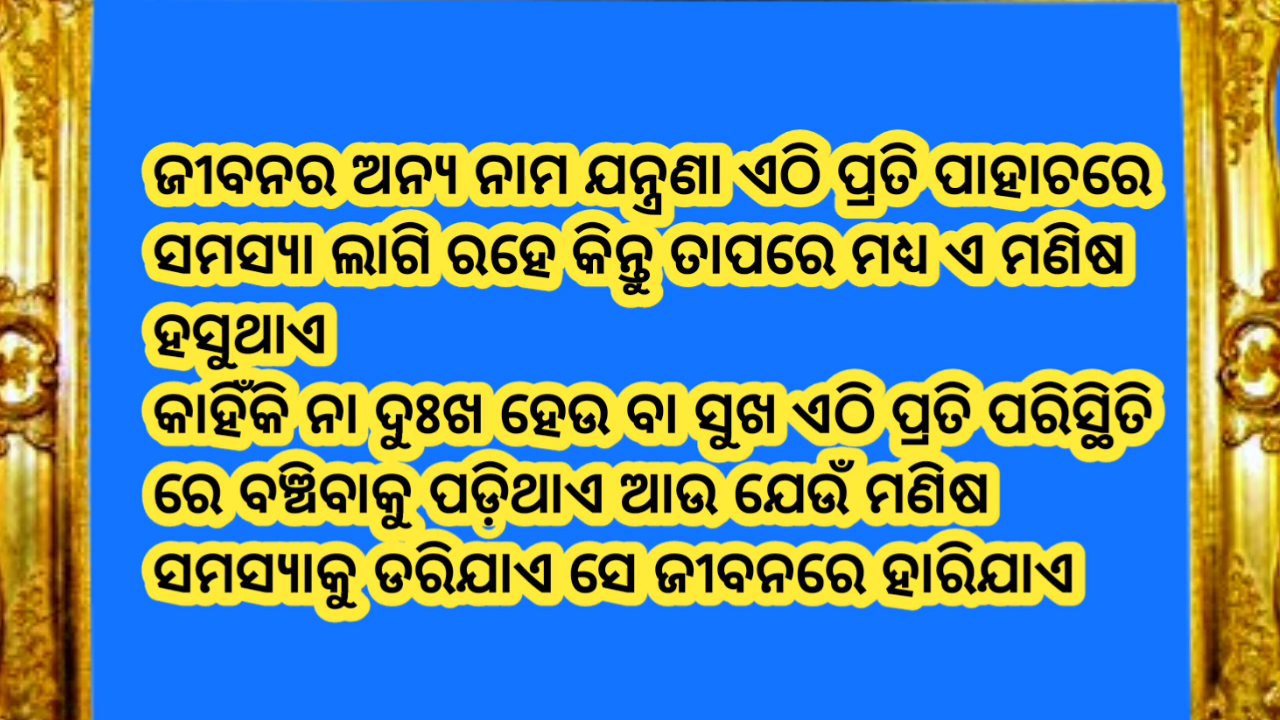 ଜୀବନର ଅନ୍ୟ ନାମ ଯନ୍ତ୍ରଣା ଏଠି ପ୍ରତି ପାହାଚରେ
ସମସ୍ୟା ଲାଗି ରହେ କିନ୍ତୁ ତାପରେ ମଧ୍ୟ ଏ ମଣିଷ
ହସୁଥାଏ
କାହିଁକି ନା ଦୁଃଖ ହେଉ ବା ସୁଖ ଏଠି ପ୍ରତି ପରିସ୍ଥିତି
ରେ ବଞ୍ଚିବାକୁ ପଡ଼ିଥାଏ ଆଉ ଯେଉଁ ମଣିଷ
ସମସ୍ୟାକୁ ଡରିଯାଏ ସେ ଜୀବନରେ ହାରିଯାଏ